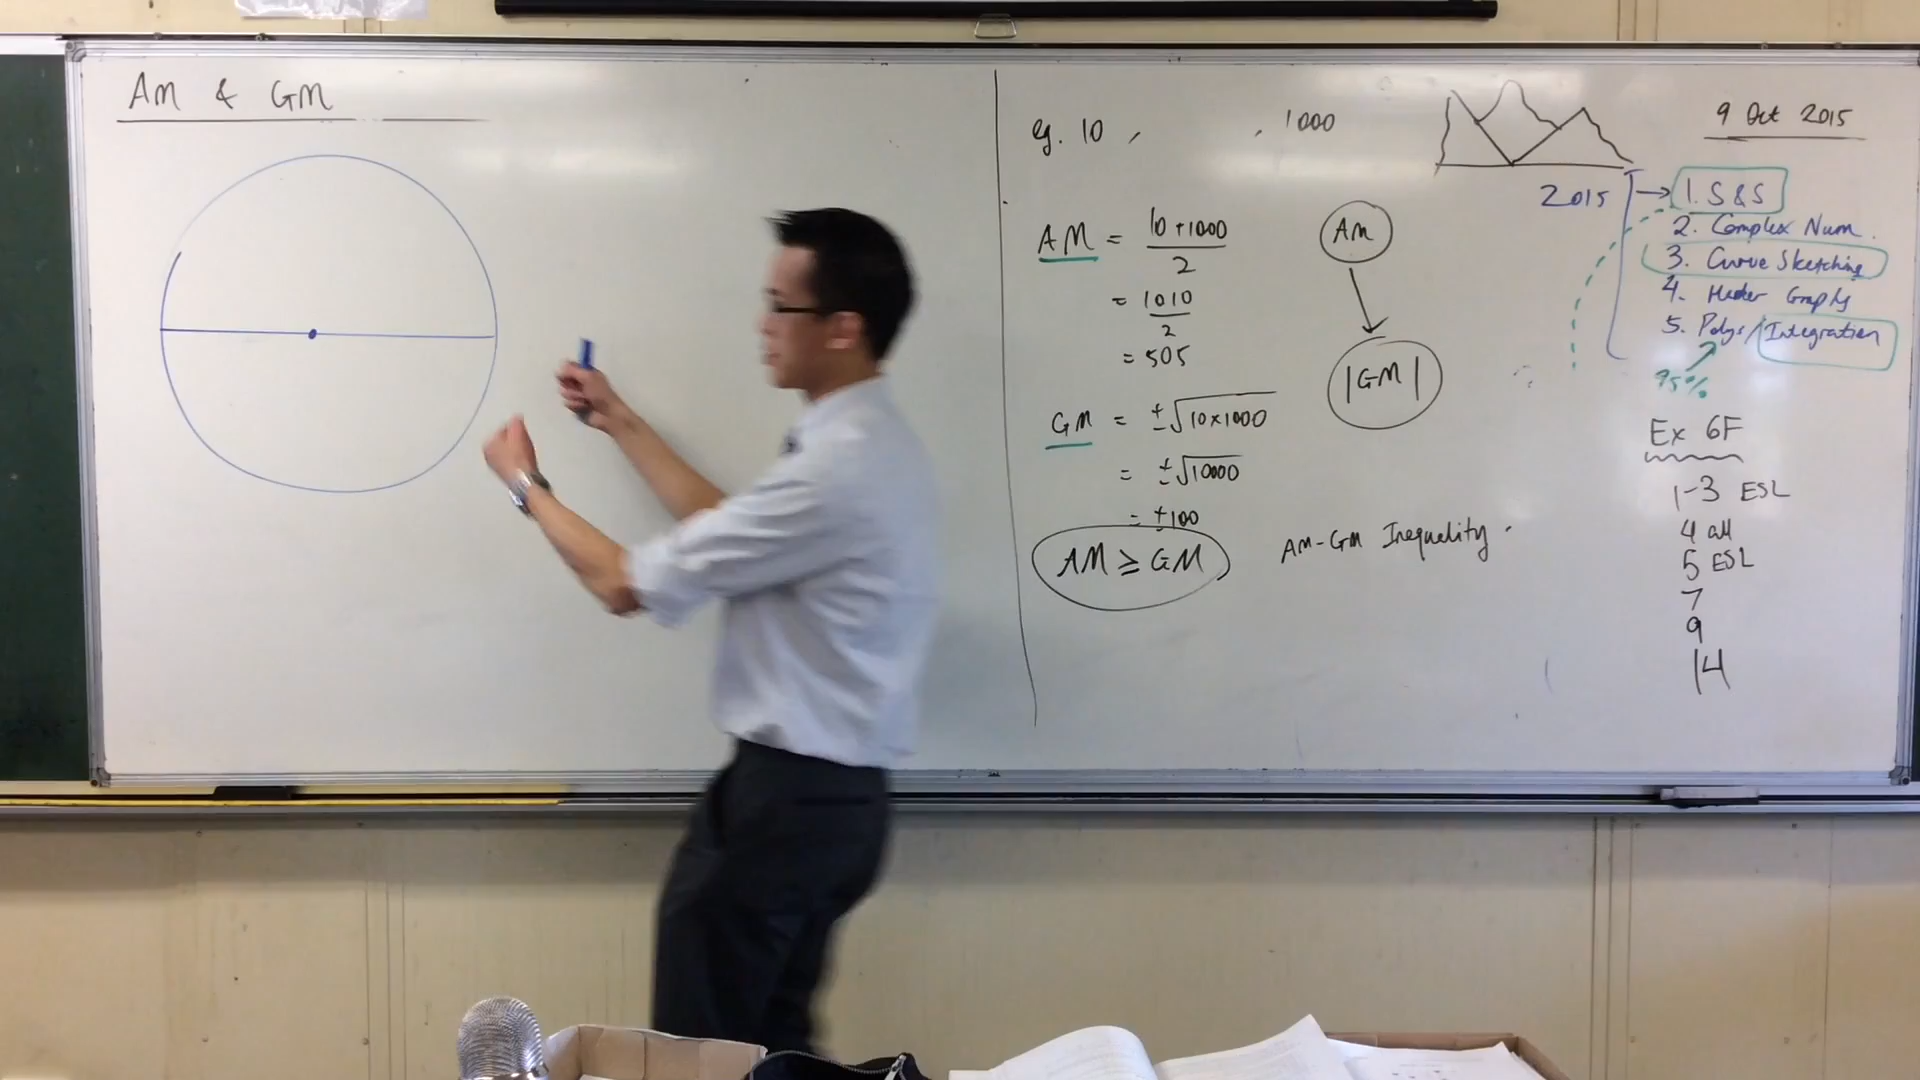 AM & GM
eg. 10 , , 1000
AM = 10+1000
2
= 1010
2
= 505
GM = ±√10×1000
= ±√10000
= ±100
AM ≥ GM
AM-GM Inequality.
AM
|GM|
9 Oct 2015
2015
1. S&S
2. Complex Num.
3. Curve Sketching
4. Graphs
5. Polys/Integration
95%
Ex 6F
1-3 ESL
4 all
5 ESL
7
9
14